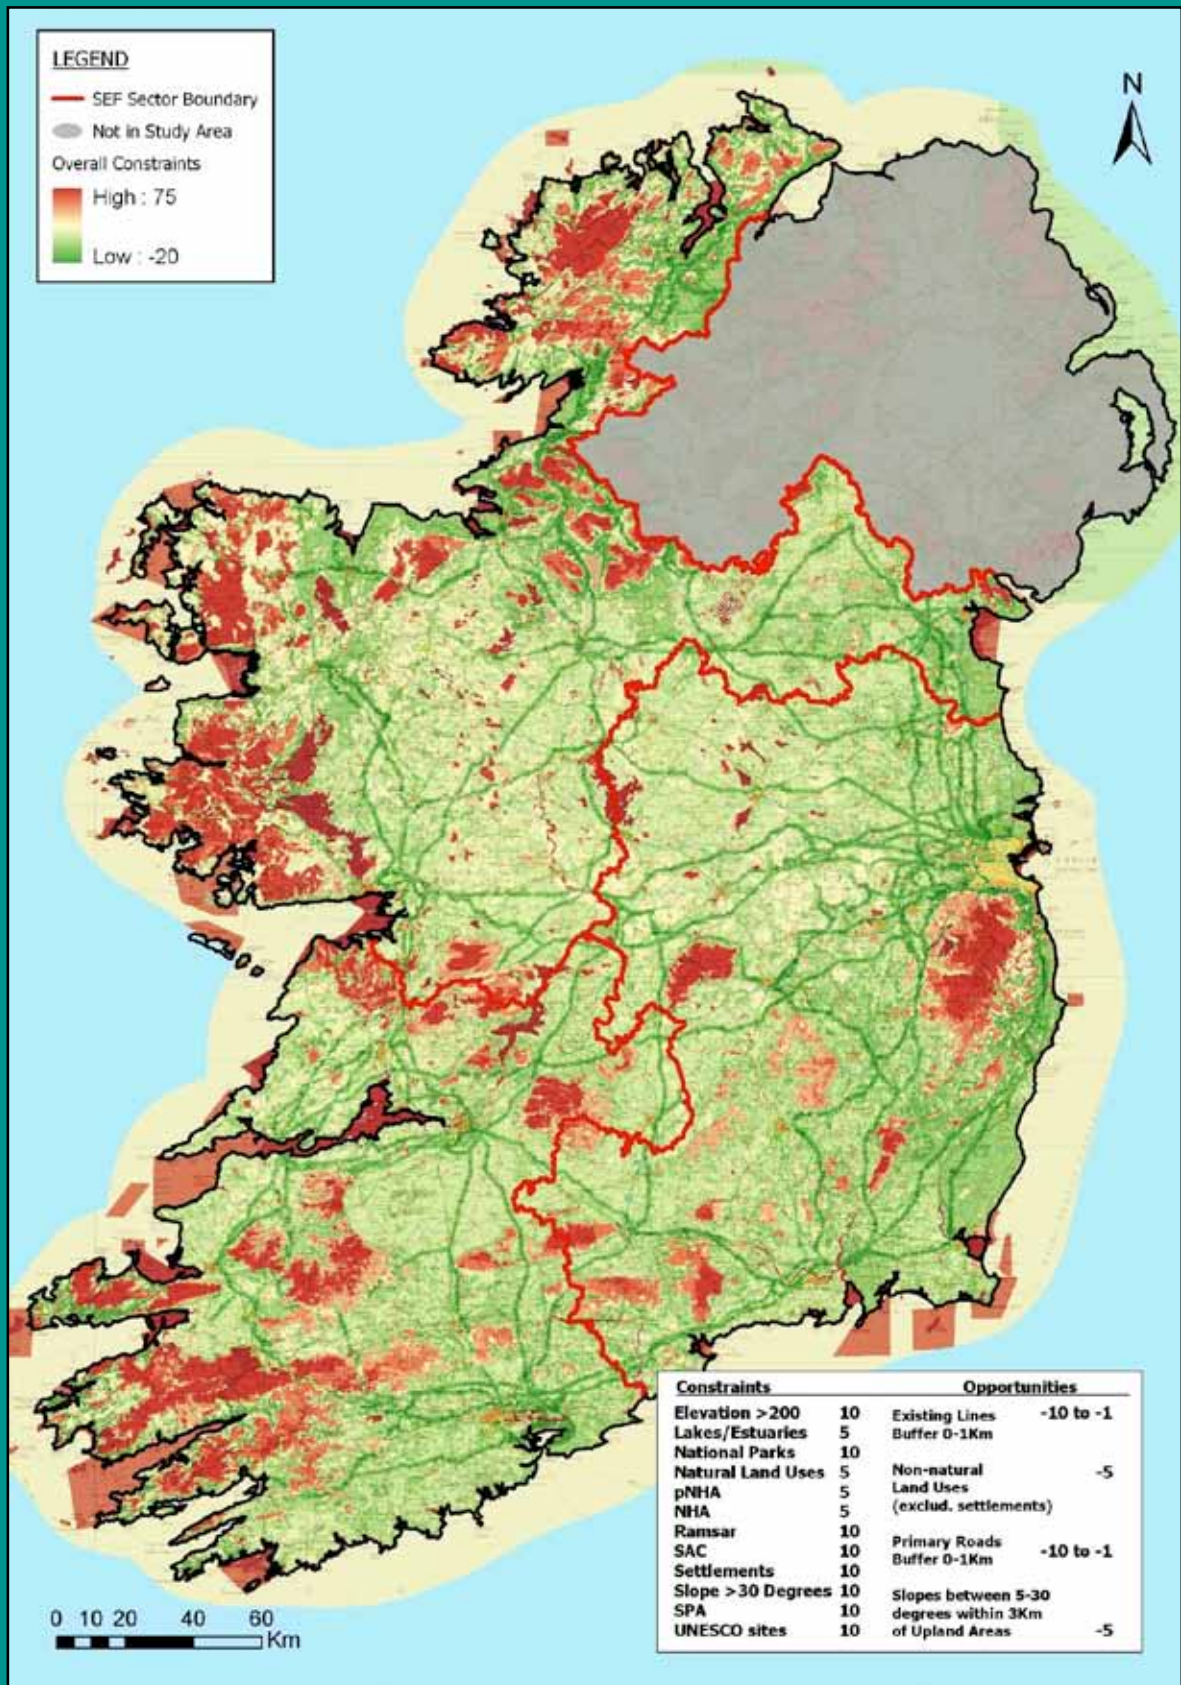 LEGEND
SEF Sector Boundary
Not in Study Area
Overall Constraints
High : 75
Low : -20
N
Constraints Opportunities
Elevation >200 10 Existing Lines -10 to -1
Lakes/Estuaries 5 Buffer 0-1Km
National Parks 10
Natural Land Uses 5 Non-natural -5
pNHA 5 Land Uses
NHA 5 (exclud. settlements)
Ramsar 10
SAC 10 Primary Roads -10 to -1
Settlements 10 Buffer 0-1Km
Slope >30 Degrees 10 Slopes between 5-30
SPA 10 degrees within 3Km
UNESCO sites 10 of Upland Areas -5
0 10 20 40 60
Km